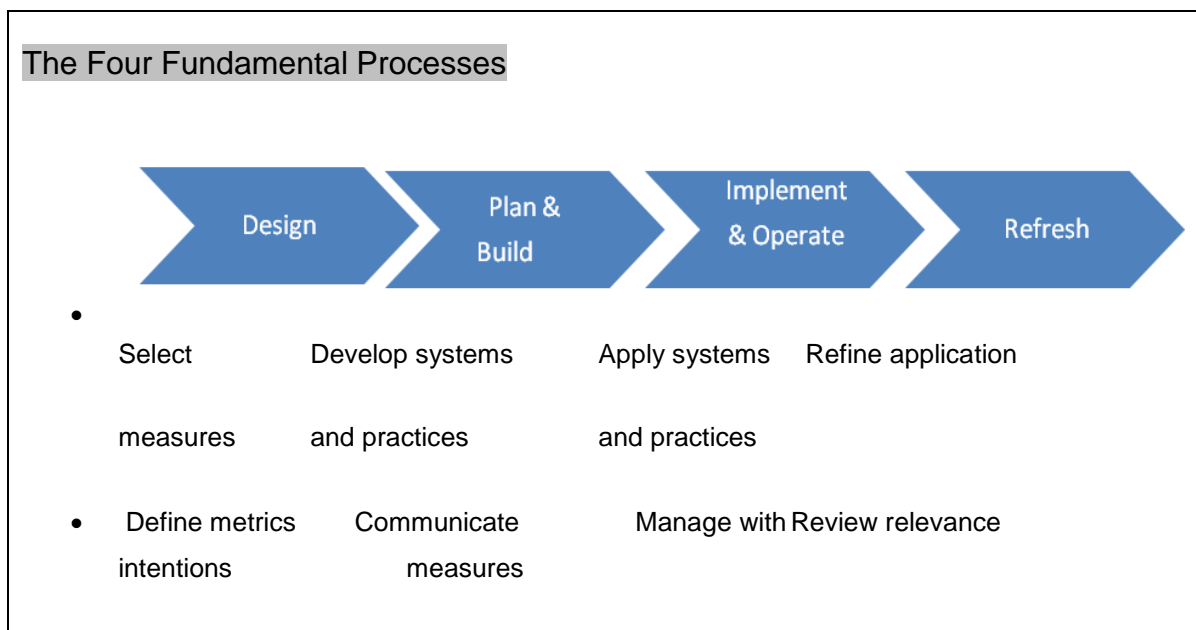 The Four Fundamental Processes
Design
Plan &
Build
Implement
& Operate
Refresh
• 
Select Develop systems Apply systems Refine application
measures and practices and practices
• Define metrics Communicate Manage with Review relevance
intentions measures